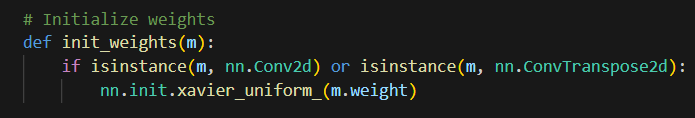 # Initialize weights
def init_weights(m):
    if isinstance(m, nn.Conv2d) or isinstance(m, nn.ConvTranspose2d):
        nn.init.xavier_uniform_(m.weight)